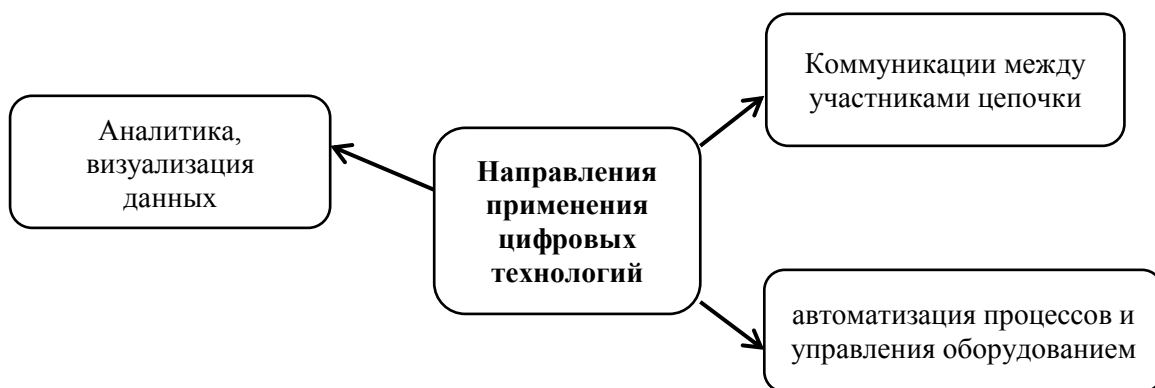 Коммуникации между
участниками цепочки
Аналитика,
визуализация
данных
Направления
применения
цифровых
технологий
автоматизация процессов и
управления оборудованием